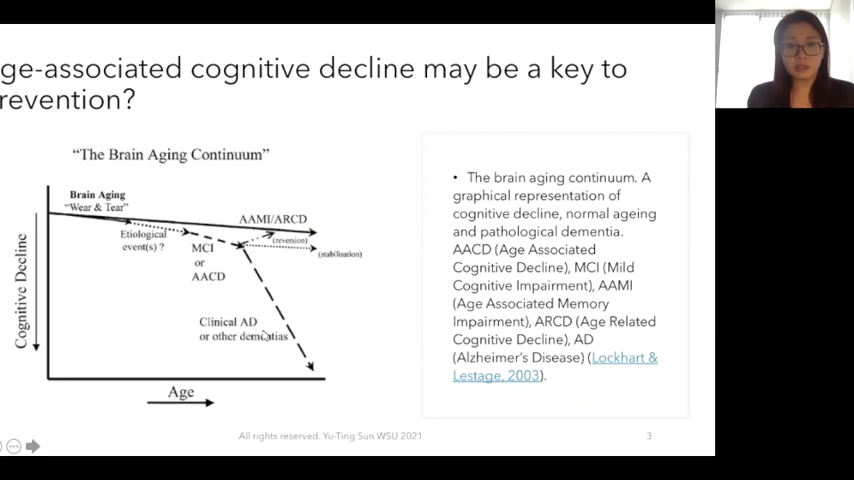 ge-associated cognitive decline may be a key to
revention?
“The Brain Aging Continuum”
Brain Aging
“Wear & Tear”
AAMI/ARCD
Etiological
event(s) ?
MCI
or
AACD
(reversion)
(stabilisation)
Clinical AD
or other dementias
Cognitive Decline
Age
• The brain aging continuum. A
graphical representation of
cognitive decline, normal ageing
and pathological dementia.
AACD (Age Associated
Cognitive Decline), MCI (Mild
Cognitive Impairment), AAMI
(Age Associated Memory
Impairment), ARCD (Age Related
Cognitive Decline), AD
(Alzheimer’s Disease) (Lockhart &
Lestage, 2003).
All rights reserved. Yu-Ting Sun WSU 2021
3